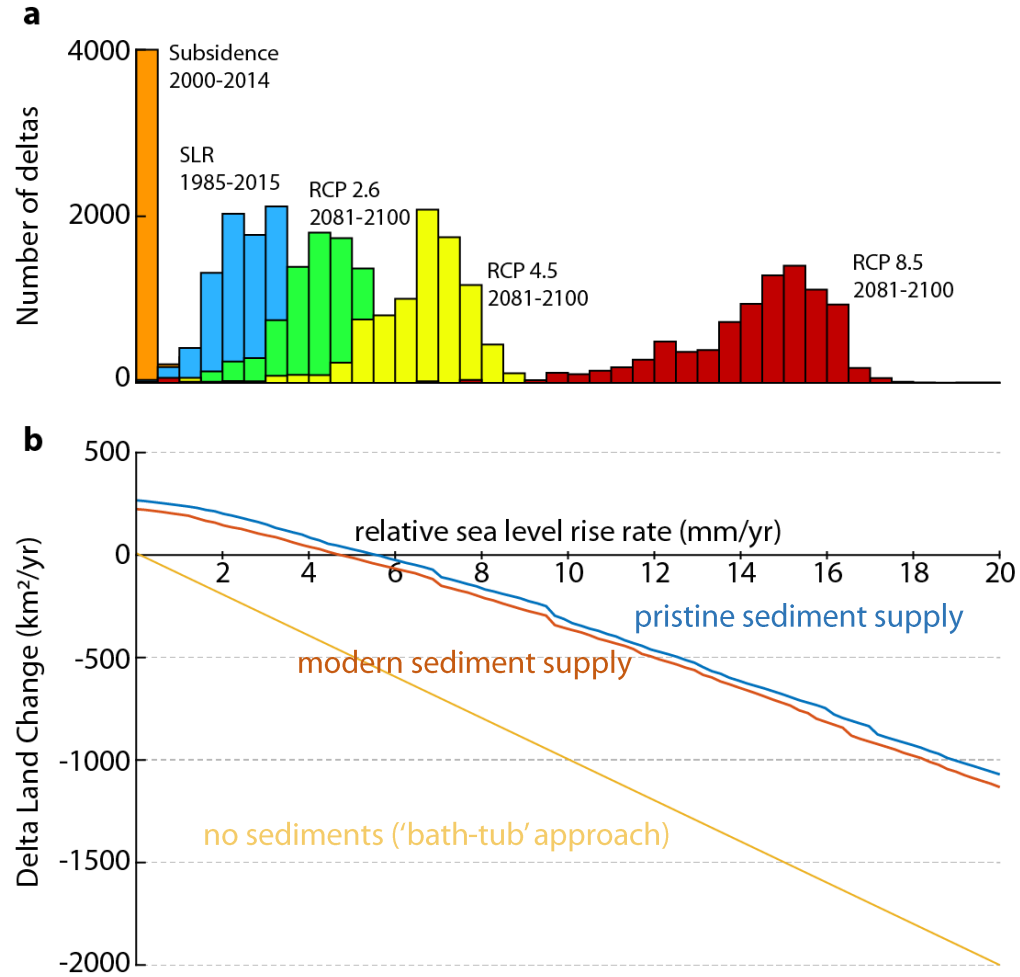 a
4000
2000
0
Number of deltas
Subsidence
2000-2014
SLR
1985-2015
RCP 2.6
2081-2100
RCP 4.5
2081-2100
RCP 8.5
2081-2100
b
500
0
-500
-1000
-1500
-2000
Delta Land Change (km²/yr)
relative sea level rise rate (mm/yr)
2 4 6 8 10 12 14 16 18 20
pristine sediment supply
modern sediment supply
no sediments ('bath-tub' approach)